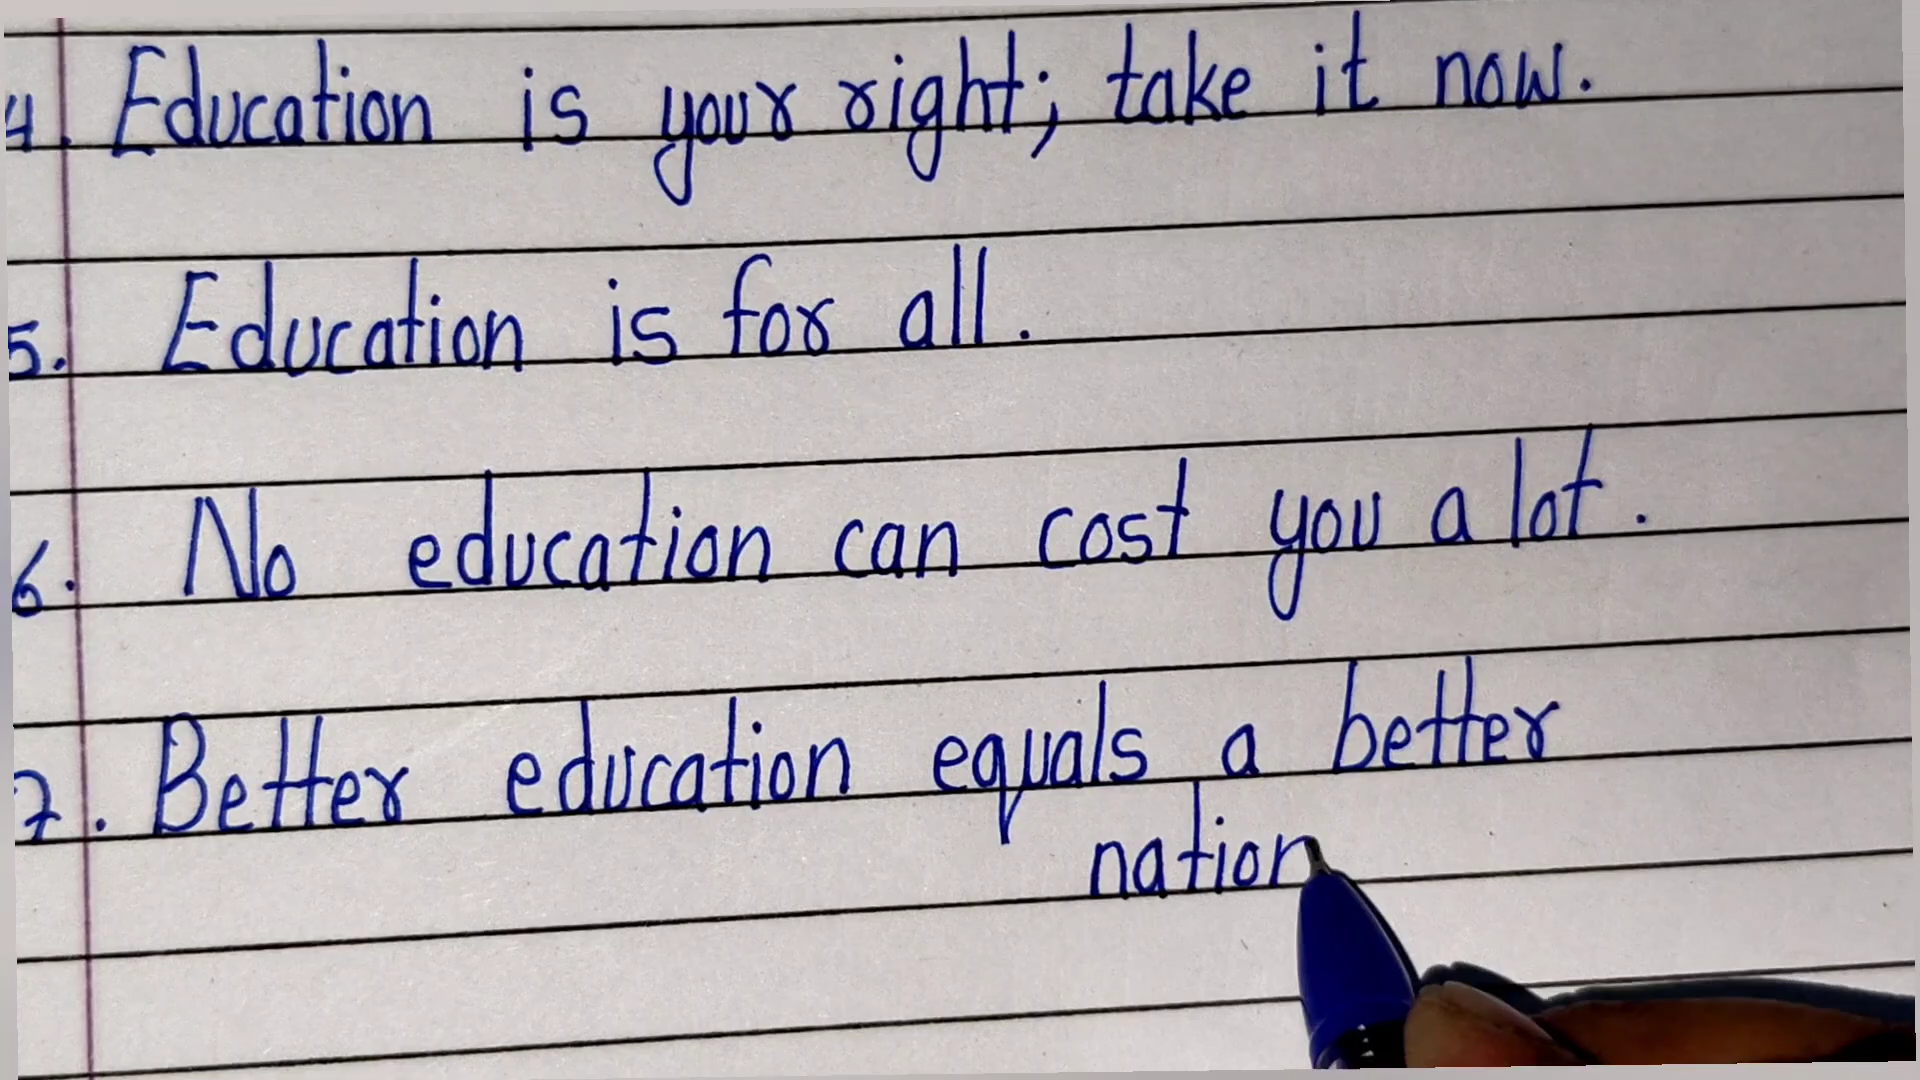 4. Education is your right; take it now.
5. Education is for all.
6. No education can cost you a lot.
7. Better education equals a better
nation